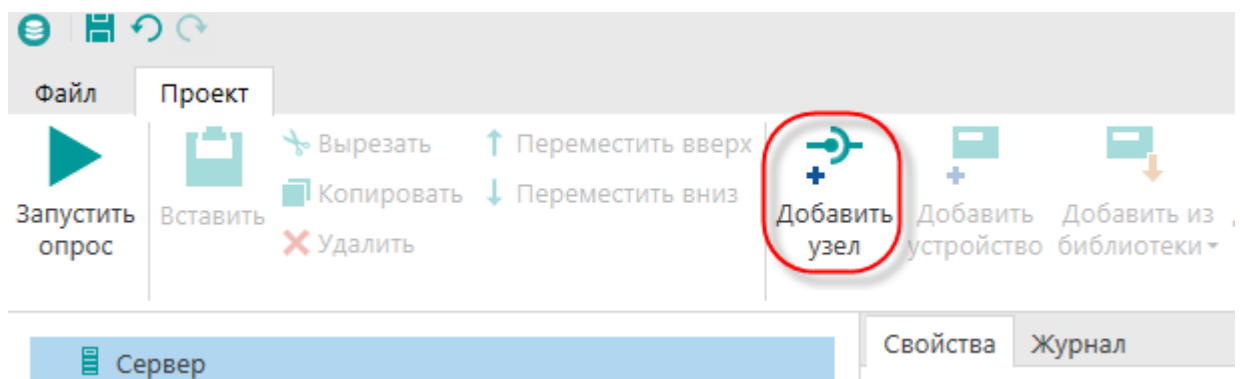 Файл Проект
Вырезать Переместить вверх
Копировать Переместить вниз
Запустить Вставить Добавить Добавить Добавить из
опрос Удалить узел устройство библиотеки
Свойства Журнал
Сервер